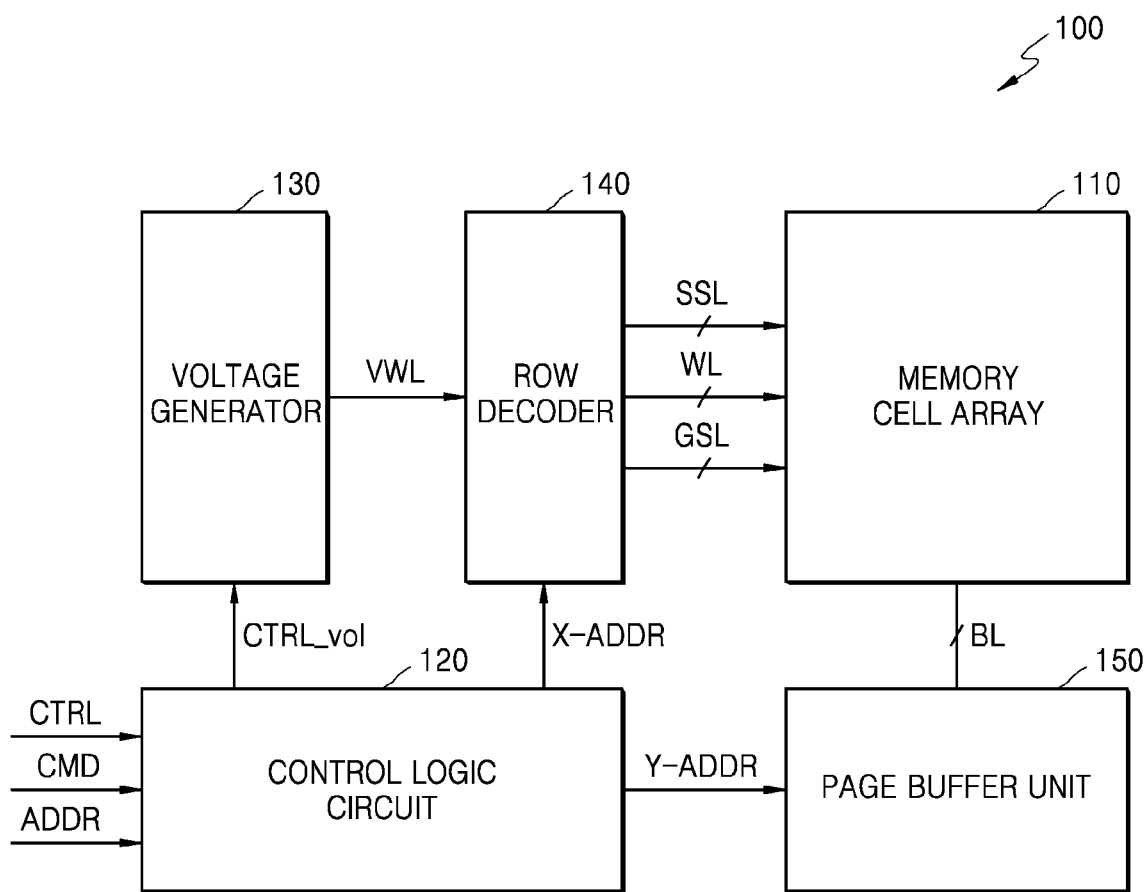 100
130
140
110
VOLTAGE
GENERATOR
VWL
ROW
DECODER
SSL
WL
GSL
MEMORY
CELL ARRAY
CTRL_vol
X-ADDR
BL
120
150
CTRL
CMD
ADDR
CONTROL LOGIC
CIRCUIT
Y-ADDR
PAGE BUFFER UNIT